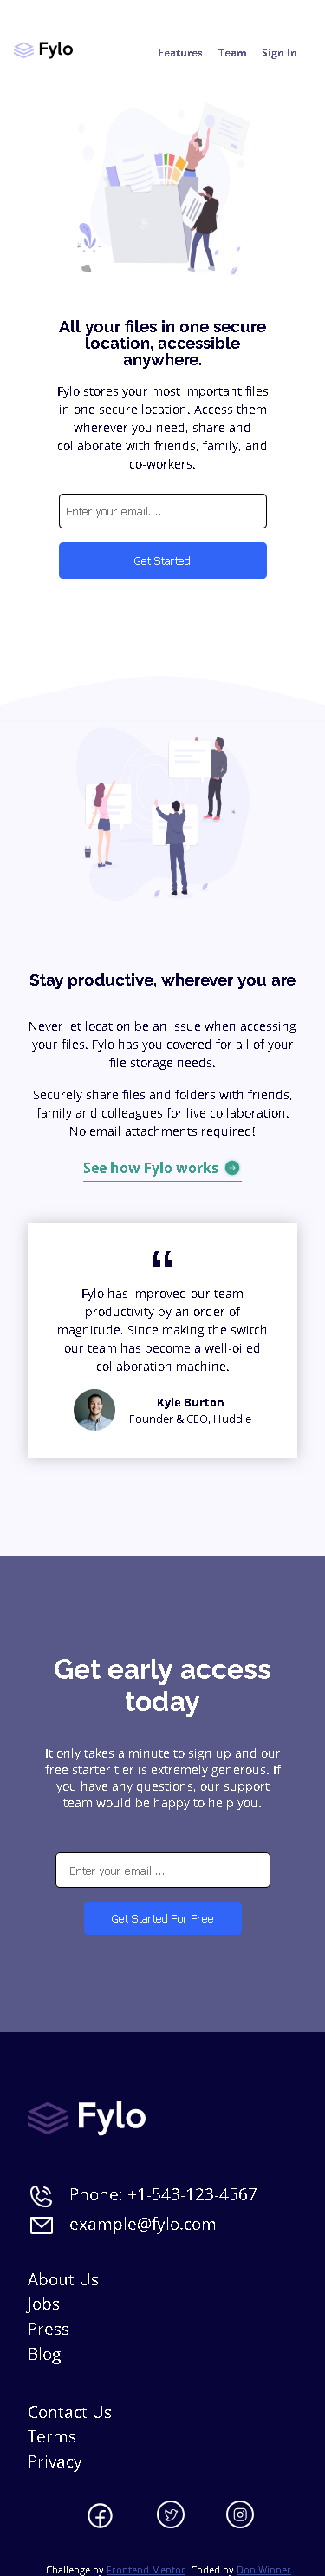 Fylo
Features Team Sign In
All your files in one secure
location, accessible
anywhere.
Fylo stores your most important files
in one secure location. Access them
wherever you need, share and
collaborate with friends, family, and
co-workers.
Enter your email....
Get Started
Stay productive, wherever you are
Never let location be an issue when accessing
your files. Fylo has you covered for all of your
file storage needs.
Securely share files and folders with friends,
family and colleagues for live collaboration.
No email attachments required!
See how Fylo works
“
Fylo has improved our team
productivity by an order of
magnitude. Since making the switch
our team has become a well-oiled
collaboration machine.
Kyle Burton
Founder & CEO, Huddle
Get early access
today
It only takes a minute to sign up and our
free starter tier is extremely generous. If
you have any questions, our support
team would be happy to help you.
Enter your email....
Get Started For Free
Fylo
Phone: +1-543-123-4567
example@fylo.com
About Us
Jobs
Press
Blog
Contact Us
Terms
Privacy
Challenge by Frontend Mentor. Coded by Don Winner.